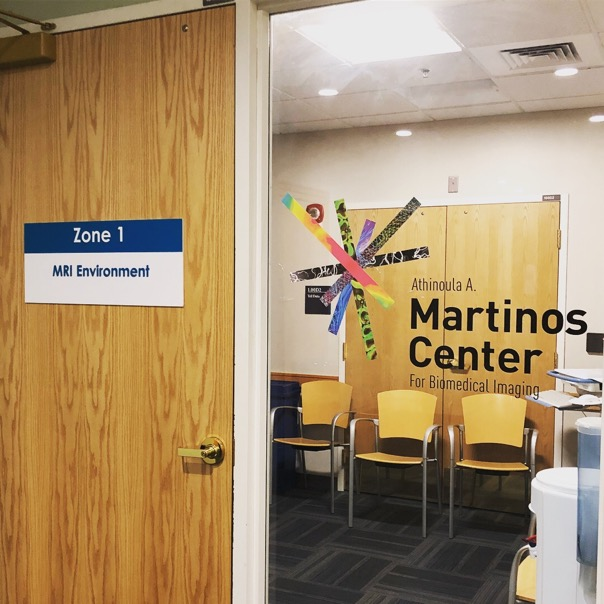 Zone 1
MRI Environment
Athinoula A.
Martinos
Center
For Biomedical Imaging